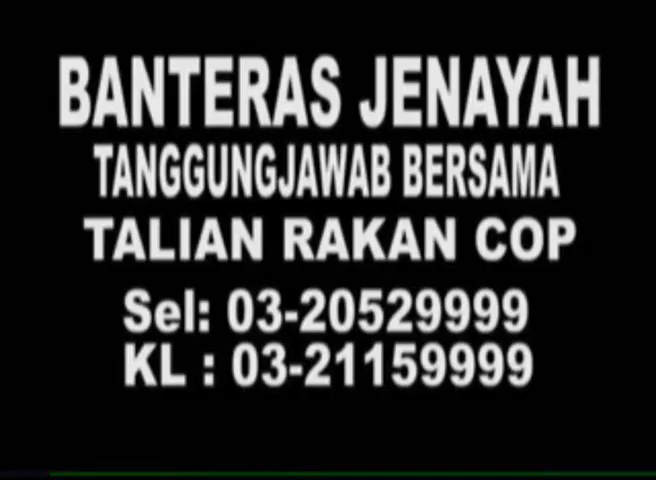 BANTERAS JENAYAH
TANGGUNGJAWAB BERSAMA
TALIAN RAKAN COP
Sel: 03-20529999
KL : 03-21159999